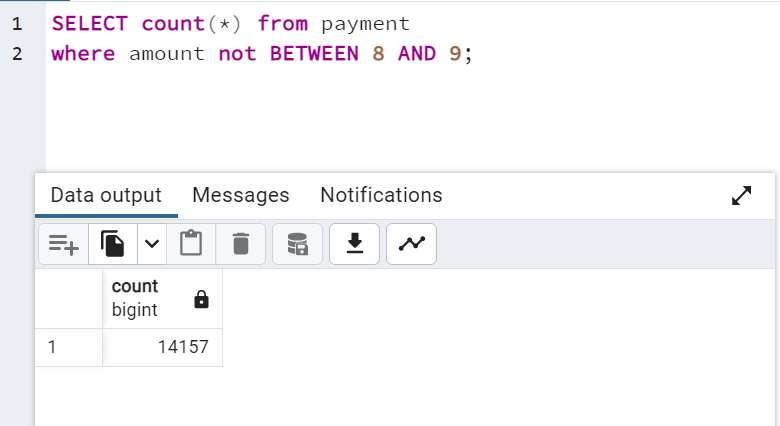 1 SELECT count(*) from payment
2 where amount not BETWEEN 8 AND 9;
Data output Messages Notifications
count
bigint
1 14157